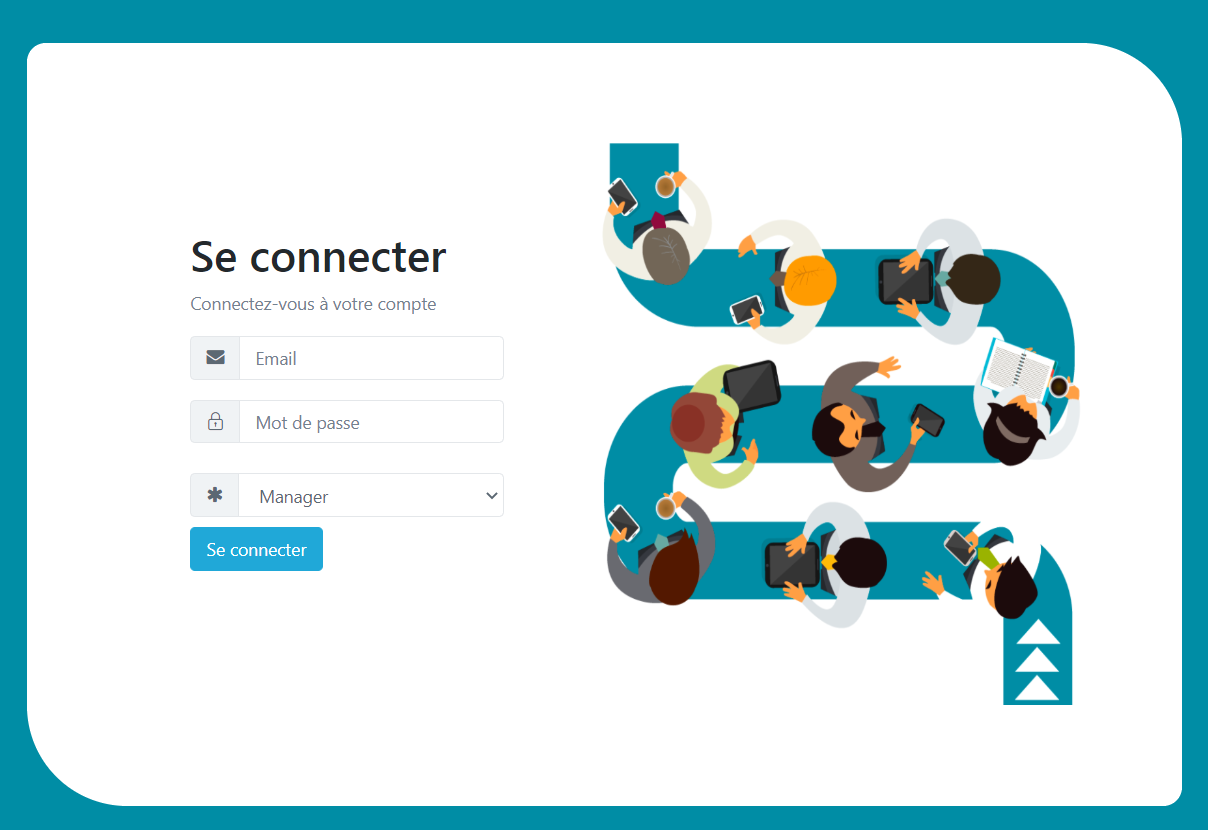 Se connecter
Connectez-vous à votre compte
Email
Mot de passe
Manager
Se connecter